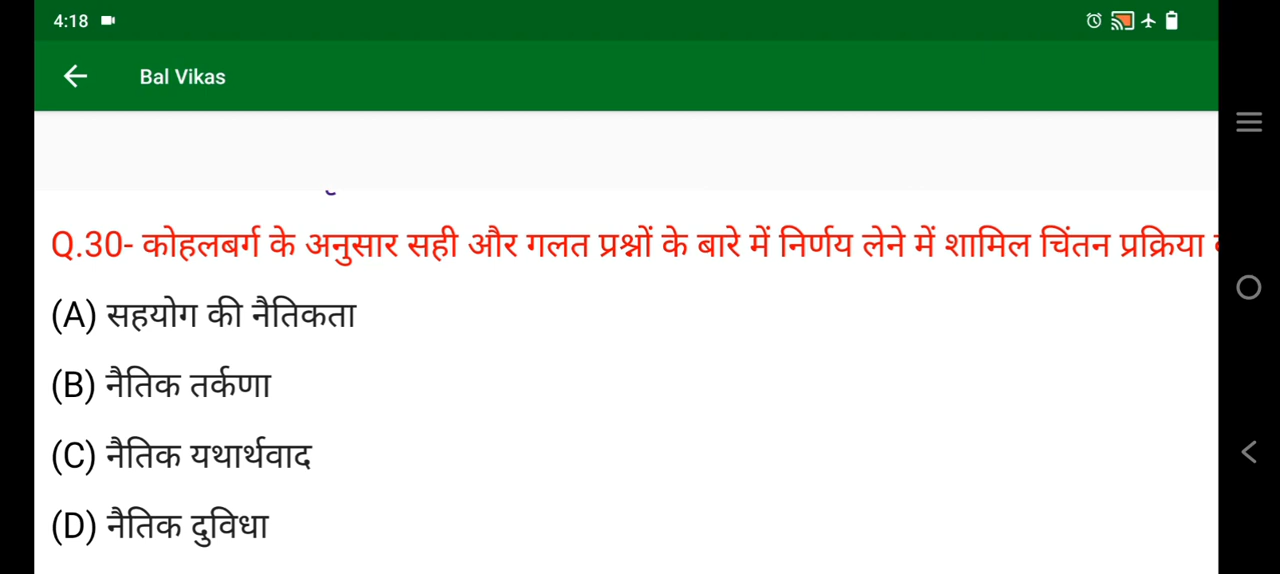 4:18
Bal Vikas
Q.30- कोहलबर्ग के अनुसार सही और गलत प्रश्नों के बारे में निर्णय लेने में शामिल चिंतन प्रक्रिया
(A) सहयोग की नैतिकता
(B) नैतिक तर्कणा
(C) नैतिक यथार्थवाद
(D) नैतिक दुविधा